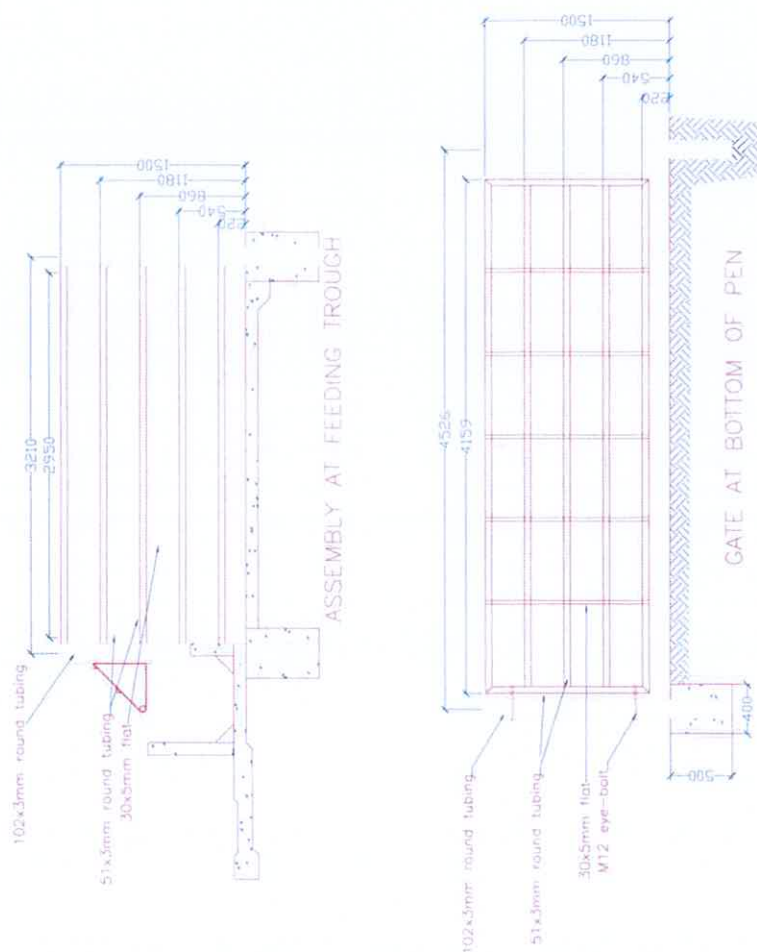 1500
1180
860
540
220
3210
2950
102x3mm round tubing
51x3mm round tubing
30x5mm flat
ASSEMBLY AT FEEDING TROUGH
1500
1180
860
540
220
4526
4159
102x3mm round tubing
51x3mm round tubing
30x5mm flat
M12 eye-bolt
400
500
GATE AT BOTTOM OF PEN